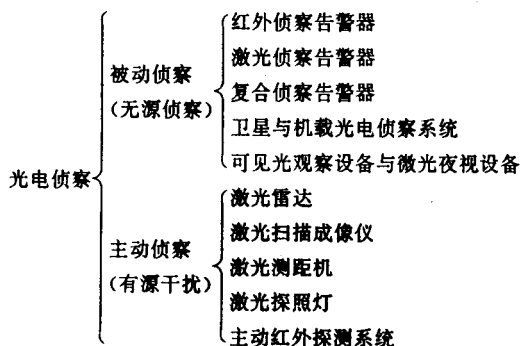 红外侦察告警器
激光侦察告警器
被动侦察
复合侦察告警器
(无源侦察)
卫星与机载光电侦察系统
可见光观察设备与微光夜视设备
光电侦察
激光雷达
激光扫描成像仪
主动侦察
激光测距机
(有源干扰)
激光探照灯
主动红外探测系统